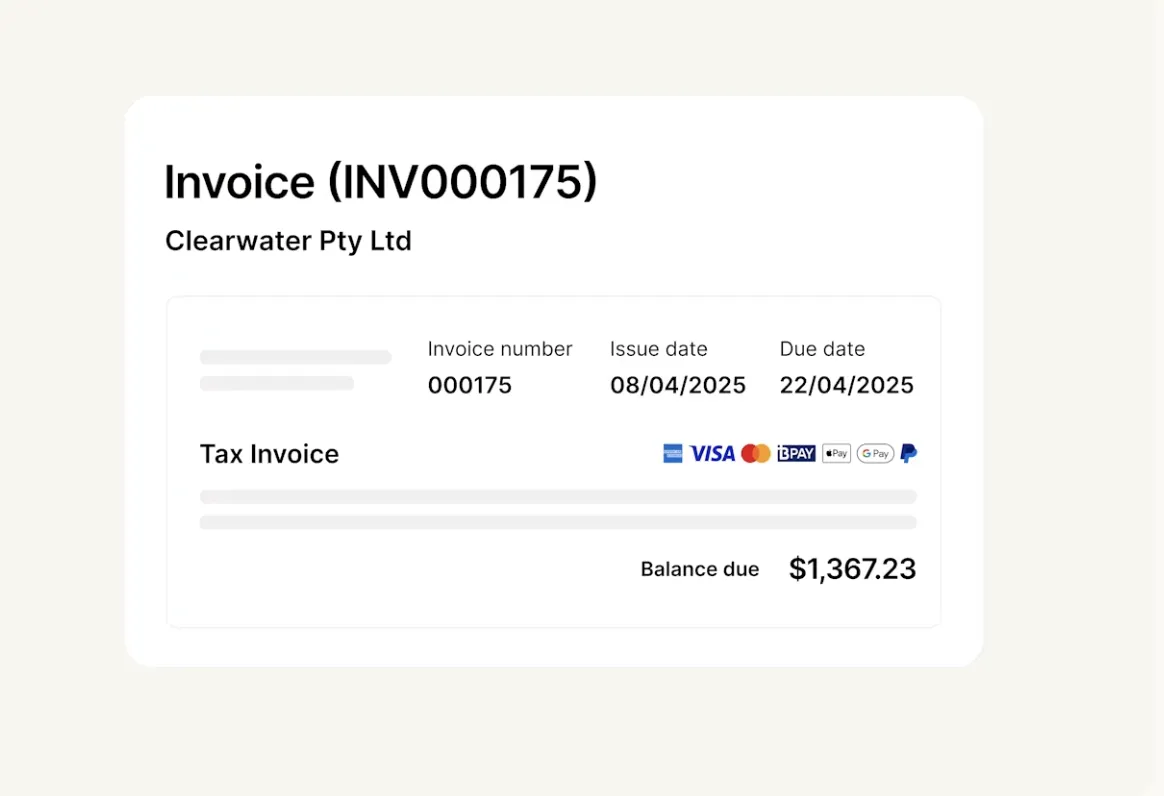 Invoice (INV000175)
Clearwater Pty Ltd
Invoice number Issue date Due date
000175 08/04/2025 22/04/2025
Tax Invoice VISA BPAY Pay G Pay
Balance due $1,367.23